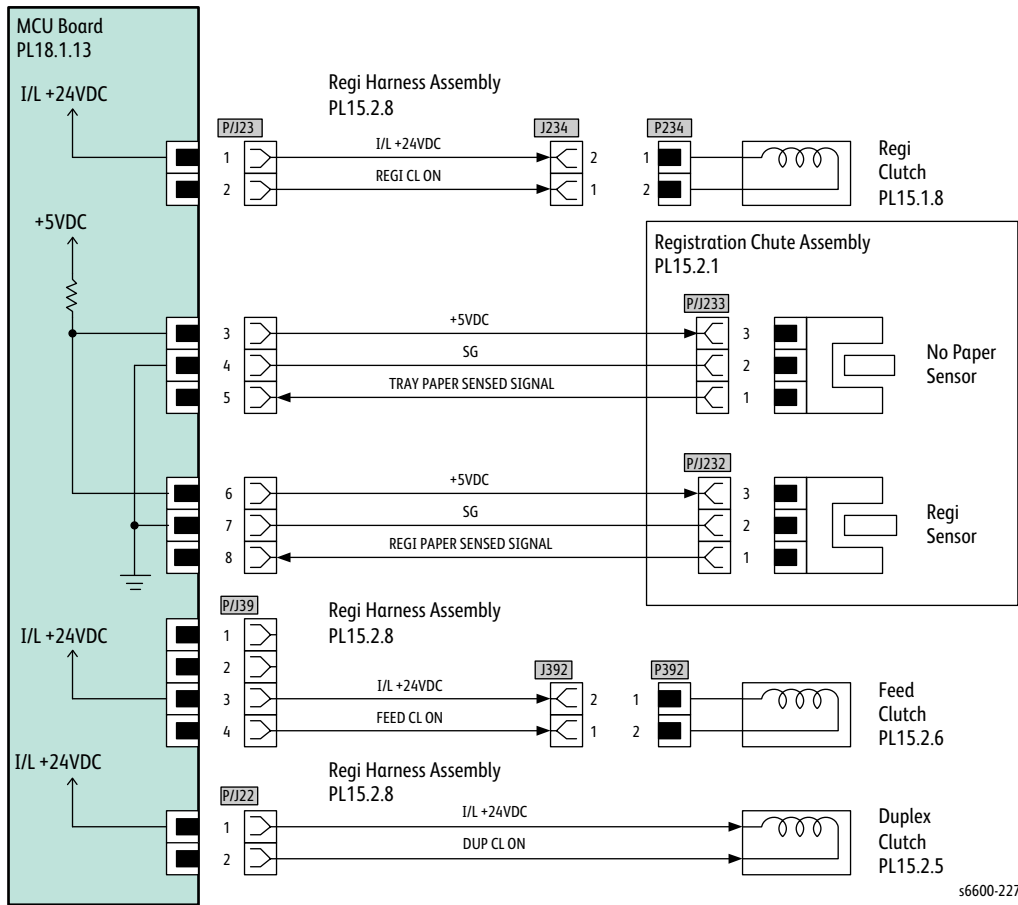 MCU Board
PL18.1.13
I/L +24VDC
Regi Harness Assembly
PL15.2.8
P/J23
J234
P234
1
I/L +24VDC
2
1
2
REGI CL ON
1
2
Regi
Clutch
PL15.1.8
+5VDC
Registration Chute Assembly
PL15.2.1
P/J233
3
+5VDC
3
4
SG
2
5
TRAY PAPER SENSED SIGNAL
1
No Paper
Sensor
P/J232
6
+5VDC
3
7
SG
2
8
REGI PAPER SENSED SIGNAL
1
Regi
Sensor
P/J39
Regi Harness Assembly
PL15.2.8
I/L +24VDC
1
2
J392
P392
3
I/L +24VDC
2
1
4
FEED CL ON
1
2
Feed
Clutch
PL15.2.6
I/L +24VDC
Regi Harness Assembly
PL15.2.8
P/J22
1
I/L +24VDC
2
DUP CL ON
Duplex
Clutch
PL15.2.5
s6600-227